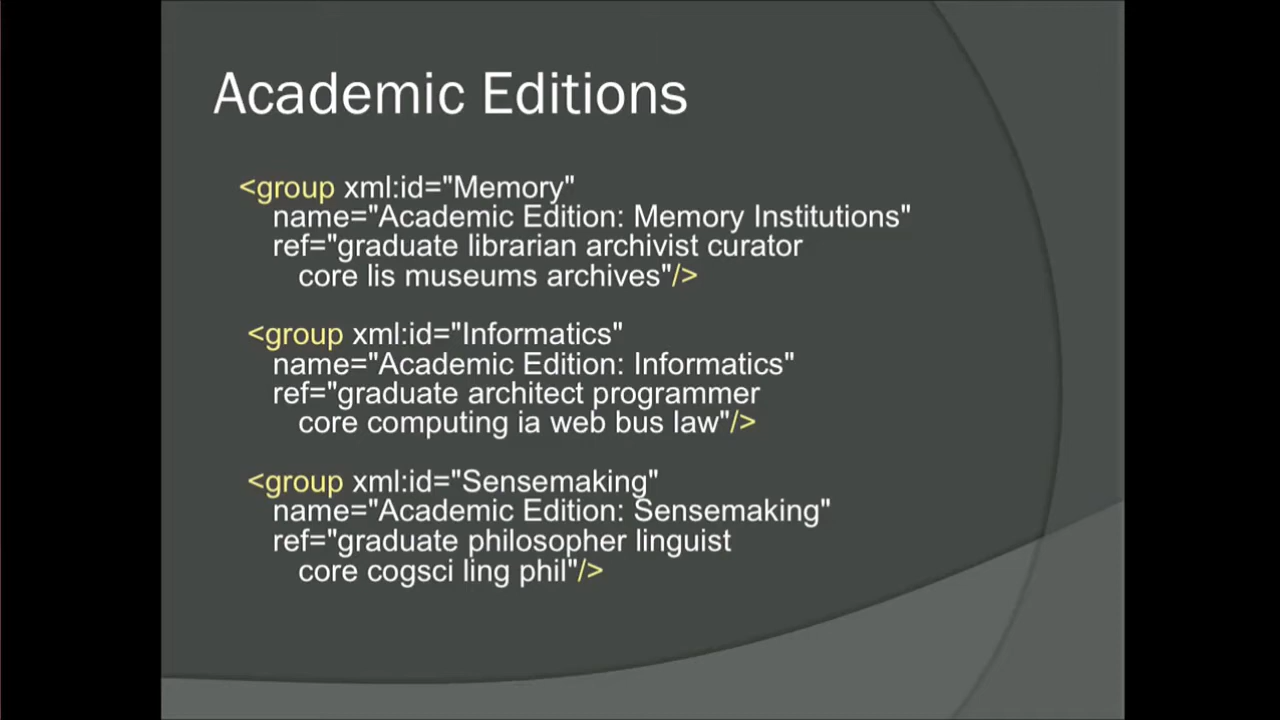 Academic Editions
<group xml:id="Memory"
name="Academic Edition: Memory Institutions"
ref="graduate librarian archivist curator
core lis museums archives"/>
<group xml:id="Informatics"
name="Academic Edition: Informatics"
ref="graduate architect programmer
core computing ia web bus law"/>
<group xml:id="Sensemaking"
name="Academic Edition: Sensemaking"
ref="graduate philosopher linguist
core cogsci ling phil"/>